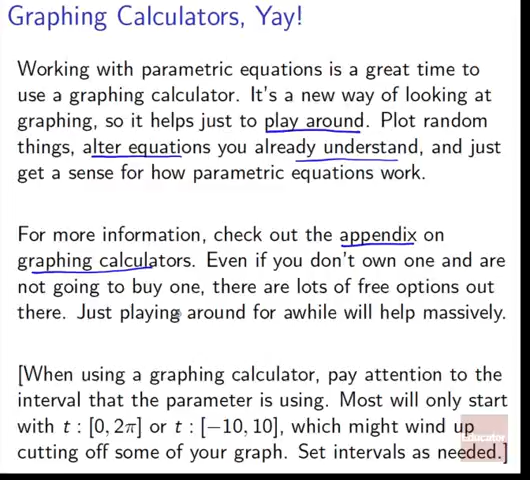 Graphing Calculators, Yay!
Working with parametric equations is a great time to
use a graphing calculator. It's a new way of looking at
graphing, so it helps just to play around. Plot random
things, alter equations you already understand, and just
get a sense for how parametric equations work.
For more information, check out the appendix on
graphing calculators. Even if you don't own one and are
not going to buy one, there are lots of free options out
there. Just playing around for awhile will help massively.
[When using a graphing calculator, pay attention to the
interval that the parameter is using. Most will only start
with t : [0, 2π] or t : [−10, 10], which might wind up
cutting off some of your graph. Set intervals as needed.]
Educator